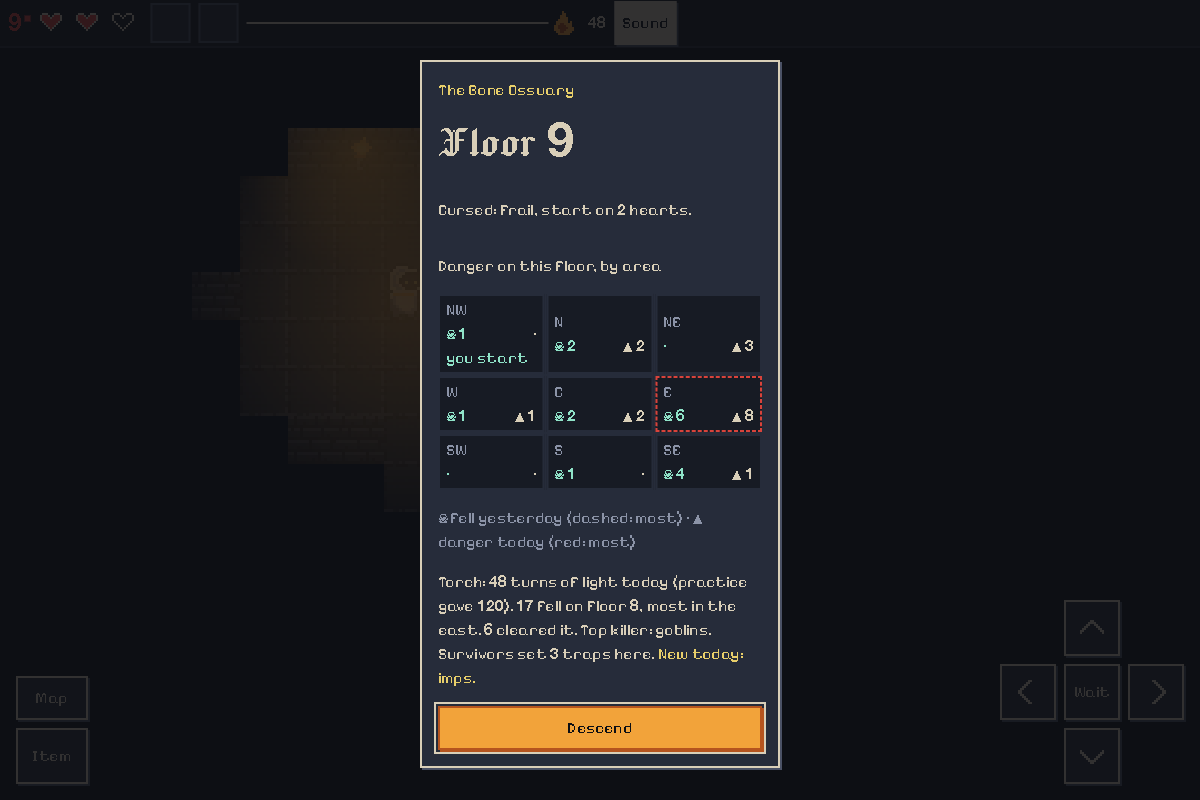 9
48
Sound
The Bone Ossuary
Floor 9
Cursed: Frail, start on 2 hearts.
Danger on this floor, by area
NW
☠1 ·
you start
N
☠2 ▲2
NE
· ▲3
W
☠1 ▲1
C
☠2 ▲2
E
☠6 ▲8
SW
· ·
S
☠1 ·
SE
☠4 ▲1
☠ Fell yesterday (dashed: most) · ▲
danger today (red: most)
Torch: 48 turns of light today (practice
gave 120). 17 fell on Floor 8, most in the
east. 6 cleared it. Top killer: goblins.
Survivors set 3 traps here. New today:
imps.
Descend
Map
Item
Wait